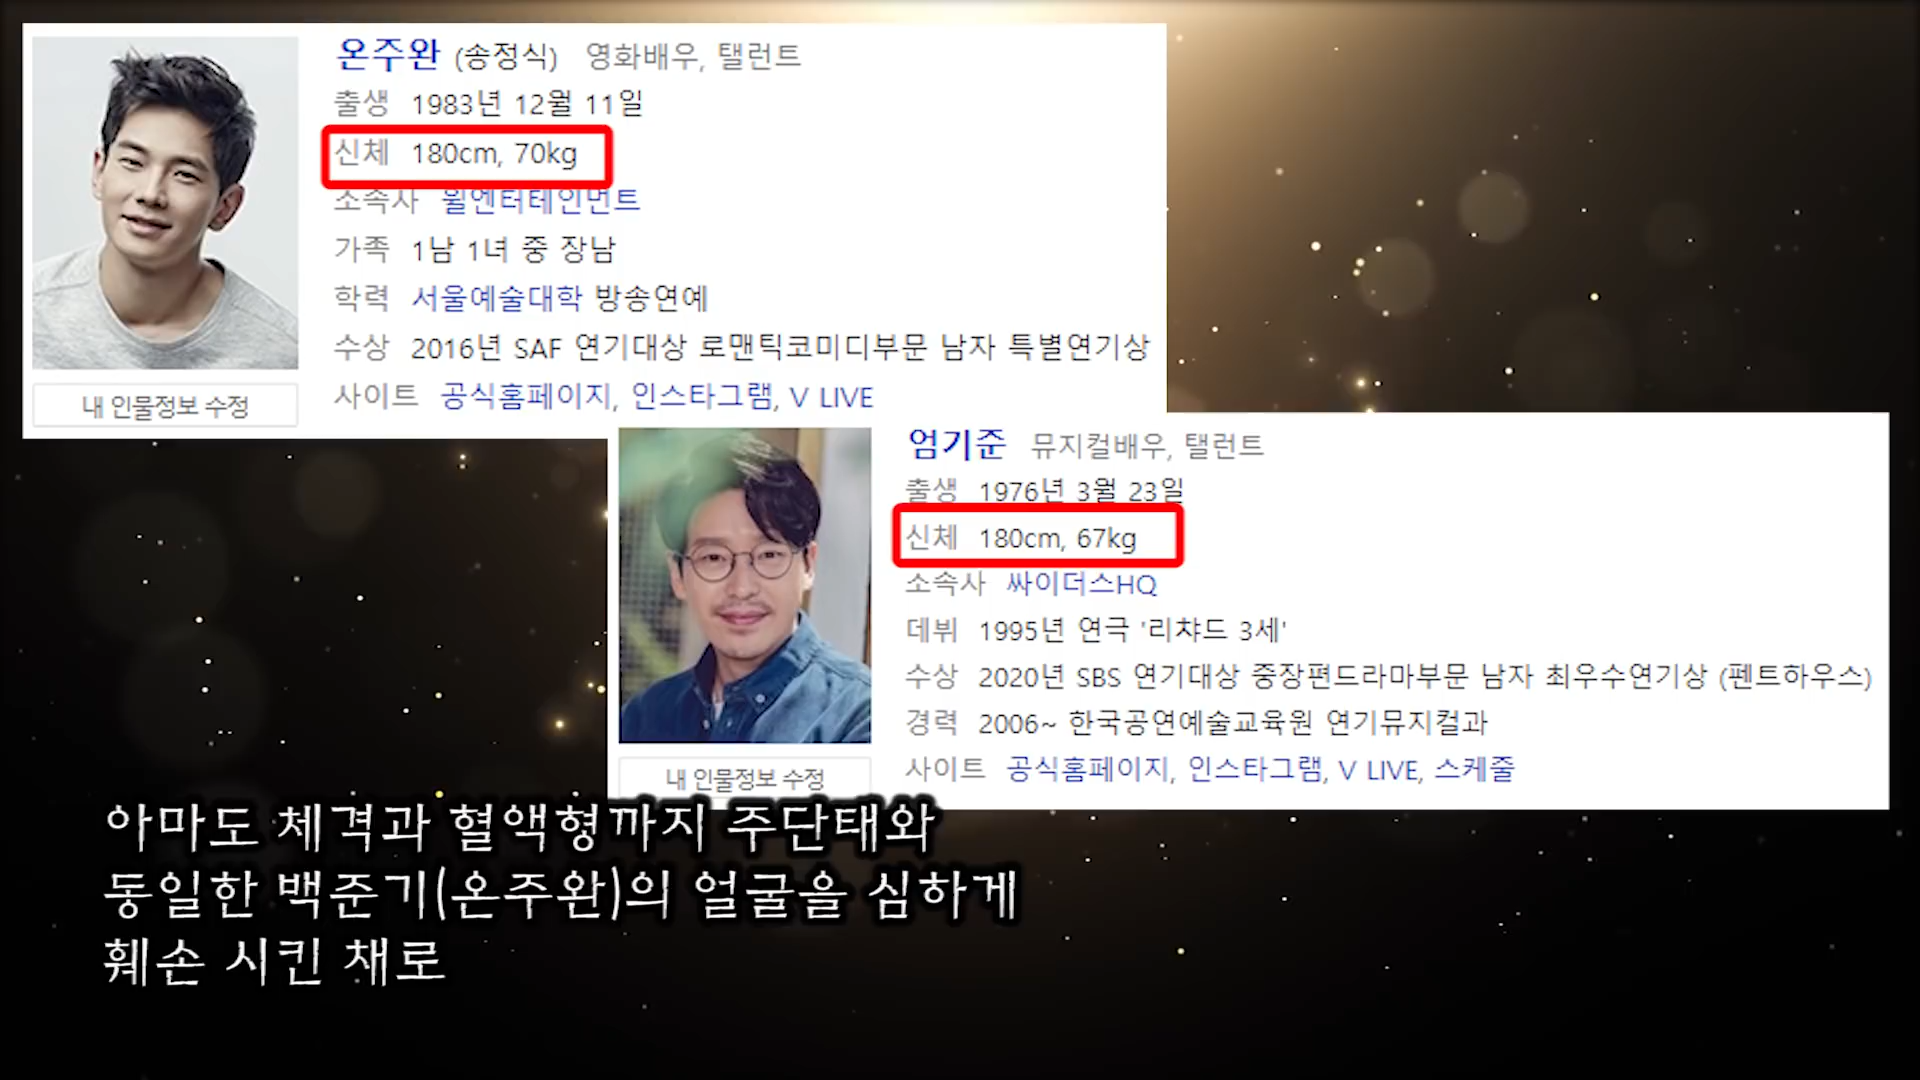 온주완 (송정식) 영화배우, 탤런트
출생 1983년 12월 11일
신체 180cm, 70kg
소속사 윌엔터테인먼트
가족 1남 1녀 중 장남
학력 서울예술대학 방송연예
수상 2016년 SAF 연기대상 로맨틱코미디부문 남자 특별연기상
사이트 공식홈페이지, 인스타그램, V LIVE
내 인물정보 수정
엄기준 뮤지컬배우, 탤런트
출생 1976년 3월 23일
신체 180cm, 67kg
소속사 싸이더스HQ
데뷔 1995년 연극 '리챠드 3세'
수상 2020년 SBS 연기대상 중장편드라마부문 남자 최우수연기상 (펜트하우스)
경력 2006~ 한국공연예술교육원 연기뮤지컬과
사이트 공식홈페이지, 인스타그램, V LIVE, 스케줄
내 인물정보 수정
아마도 체격과 혈액형까지 주단태와
동일한 백준기(온주완)의 얼굴을 심하게
훼손 시킨 채로